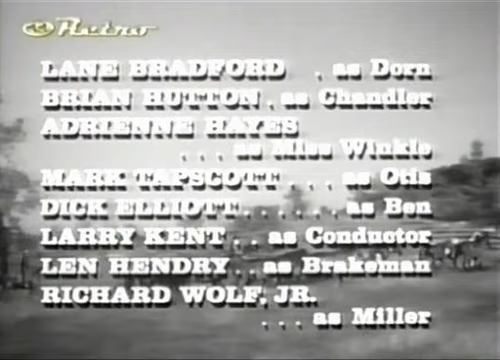 Retro
LANE BRADFORD . as Dorn
BRIAN HUTTON . as Chandler
ADRIENNE HAYES
. . . as Miss Winkle
MARK TAPSCOTT . . . as Otis
DICK ELLIOTT . . . . . as Ben
LARRY KENT . . as Conductor
LEN HENDRY . . as Brakeman
RICHARD WOLF, JR.
. . . as Miller